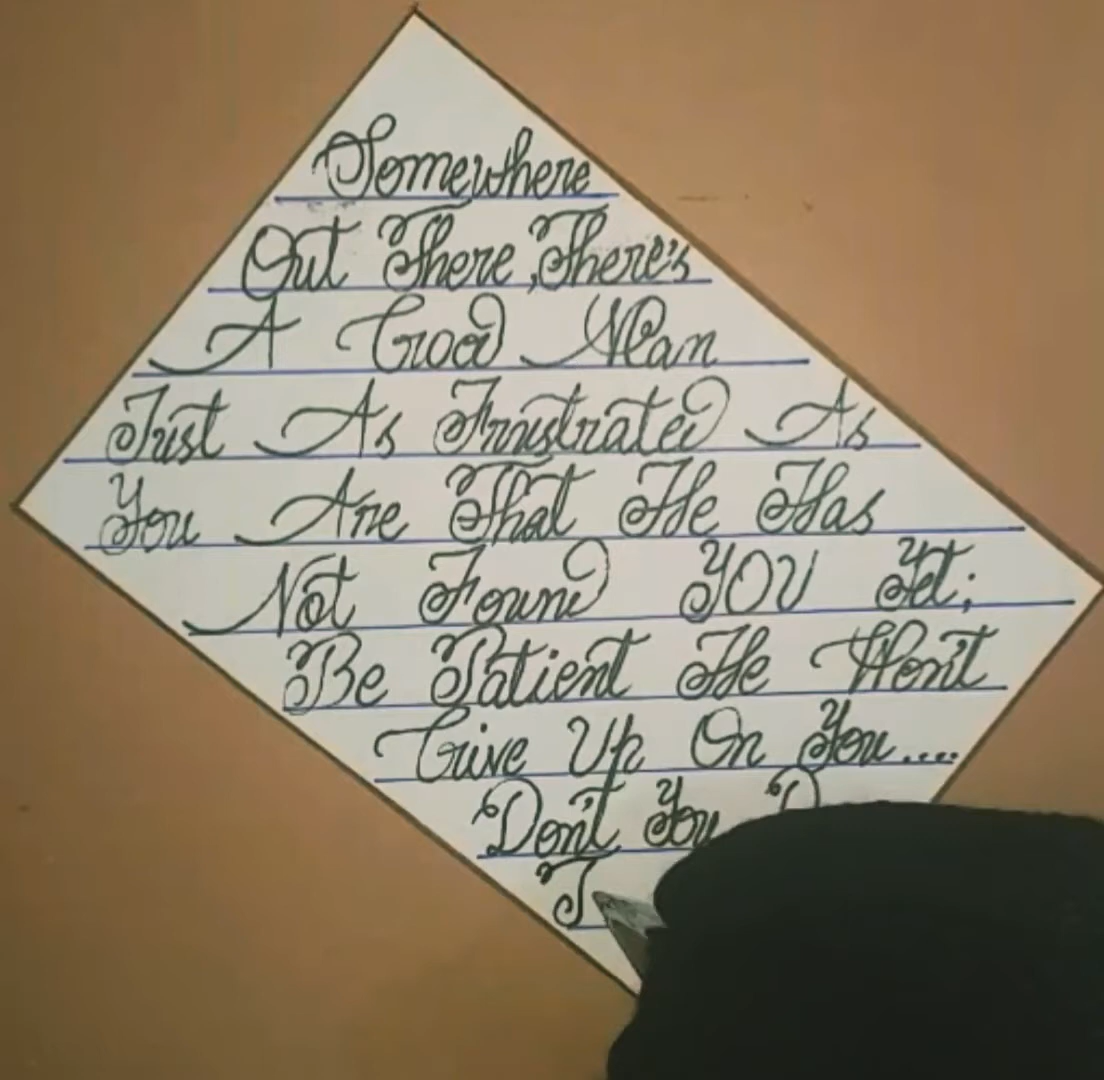 Somewhere
Out There, There's
A Good Man
Just As Frustrated As
You Are That He Has
Not Found YOU Yet;
Be Patient He Won't
Give Up On You....
Don't You